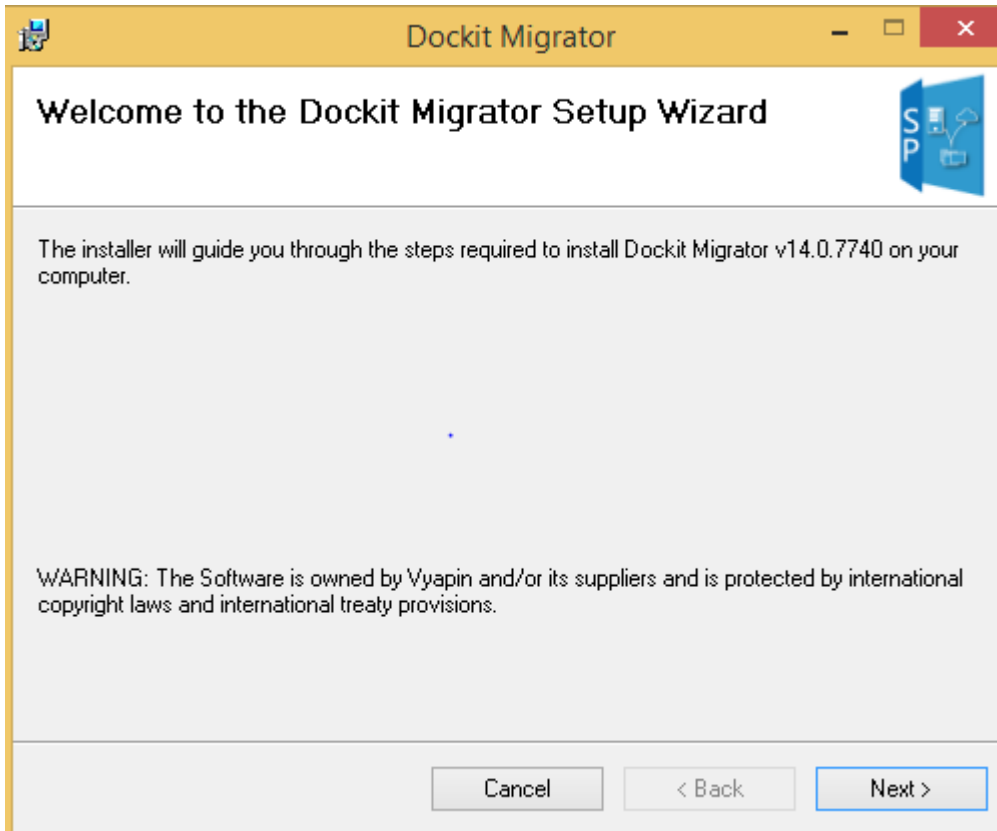 Dockit Migrator
Welcome to the Dockit Migrator Setup Wizard
S
P
The installer will guide you through the steps required to install Dockit Migrator v14.0.7740 on your
computer.
WARNING: The Software is owned by Vyapin and/or its suppliers and is protected by international
copyright laws and international treaty provisions.
Cancel
< Back
Next >